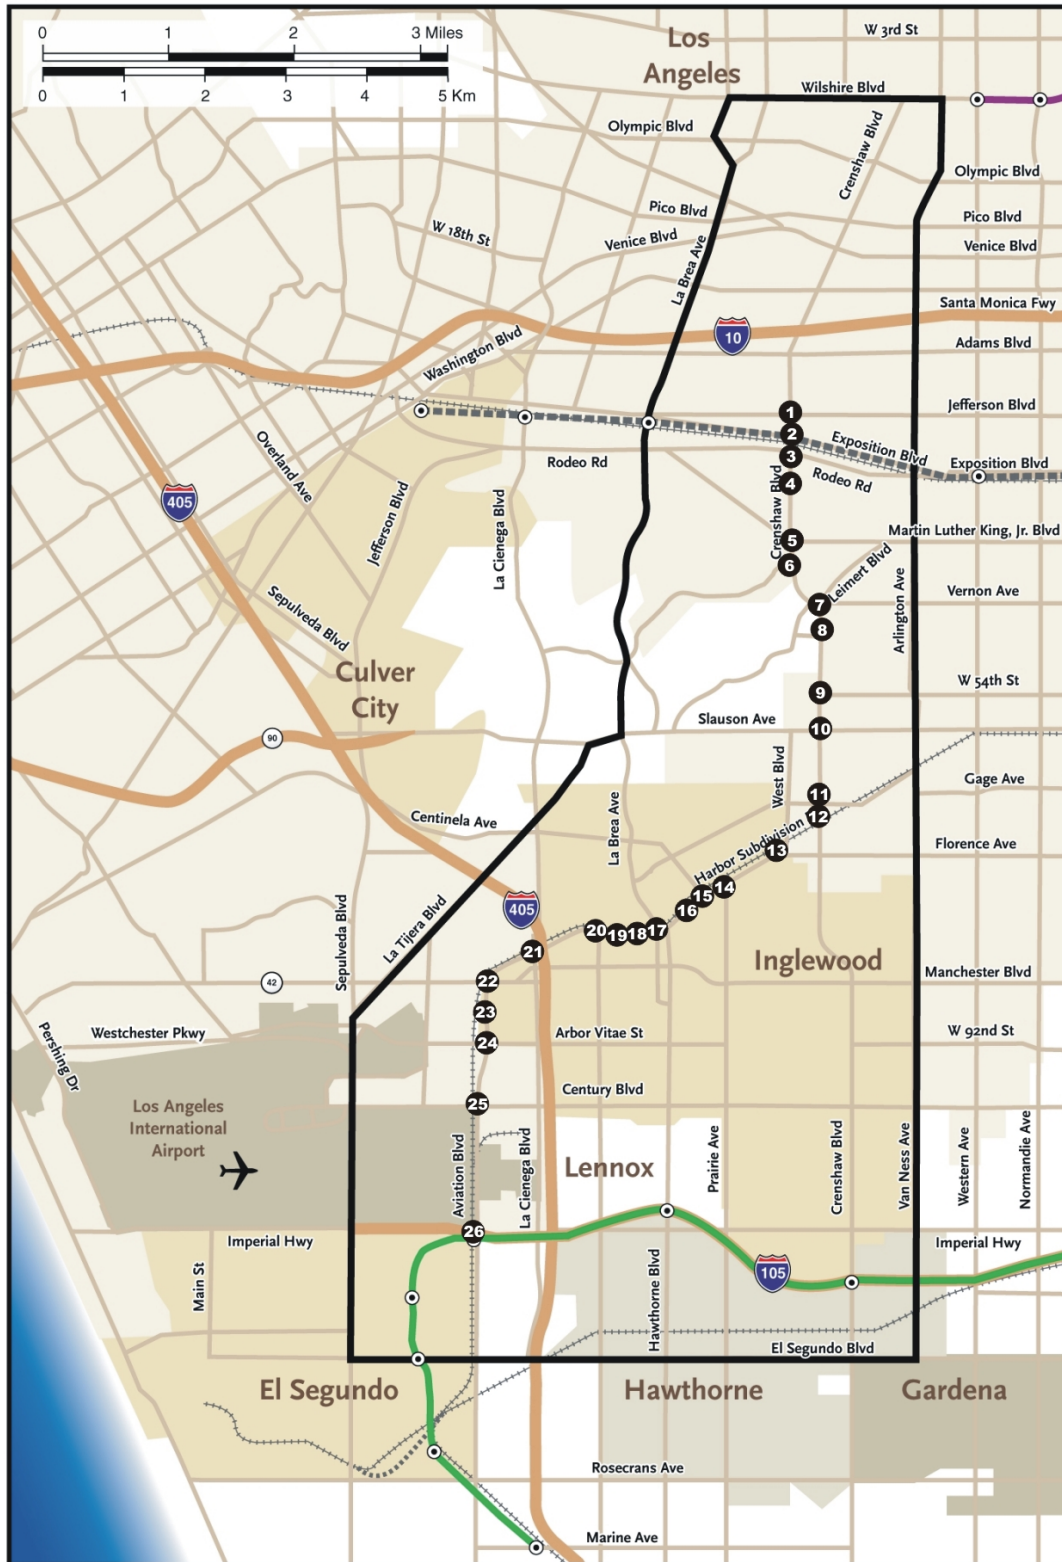 0 1 2 3 Miles
0 1 2 3 4 5 Km
W 3rd St
Los
Angeles
Wilshire Blvd
Olympic Blvd
Crenshaw Blvd
Olympic Blvd
Pico Blvd
Pico Blvd
W 18th St
Venice Blvd
Venice Blvd
La Brea Ave
Santa Monica Fwy
10
Adams Blvd
Washington Blvd
Jefferson Blvd
1
2
Exposition Blvd
3
Exposition Blvd
Overland Ave
Rodeo Rd
4
Rodeo Rd
405
Jefferson Blvd
La Cienega Blvd
Crenshaw Blvd
Martin Luther King, Jr. Blvd
5
6
Leimert Blvd
Sepulveda Blvd
7
Arlington Ave
Vernon Ave
8
Culver
City
9
W 54th St
Slauson Ave
10
90
West Blvd
Gage Ave
11
Centinela Ave
La Brea Ave
12
Harbor Subdivision
13
Florence Ave
14
15
405
16
Sepulveda Blvd
La Tijera Blvd
20
19
18
17
21
Inglewood
42
22
Manchester Blvd
23
Pershing Dr
Westchester Pkwy
24
Arbor Vitae St
W 92nd St
Century Blvd
25
Los Angeles
International
Airport
Aviation Blvd
La Cienega Blvd
Lennox
Prairie Ave
Crenshaw Blvd
Van Ness Ave
Western Ave
Normandie Ave
26
Imperial Hwy
Imperial Hwy
Main St
Hawthorne Blvd
105
El Segundo Blvd
El Segundo
Hawthorne
Gardena
Rosecrans Ave
Marine Ave